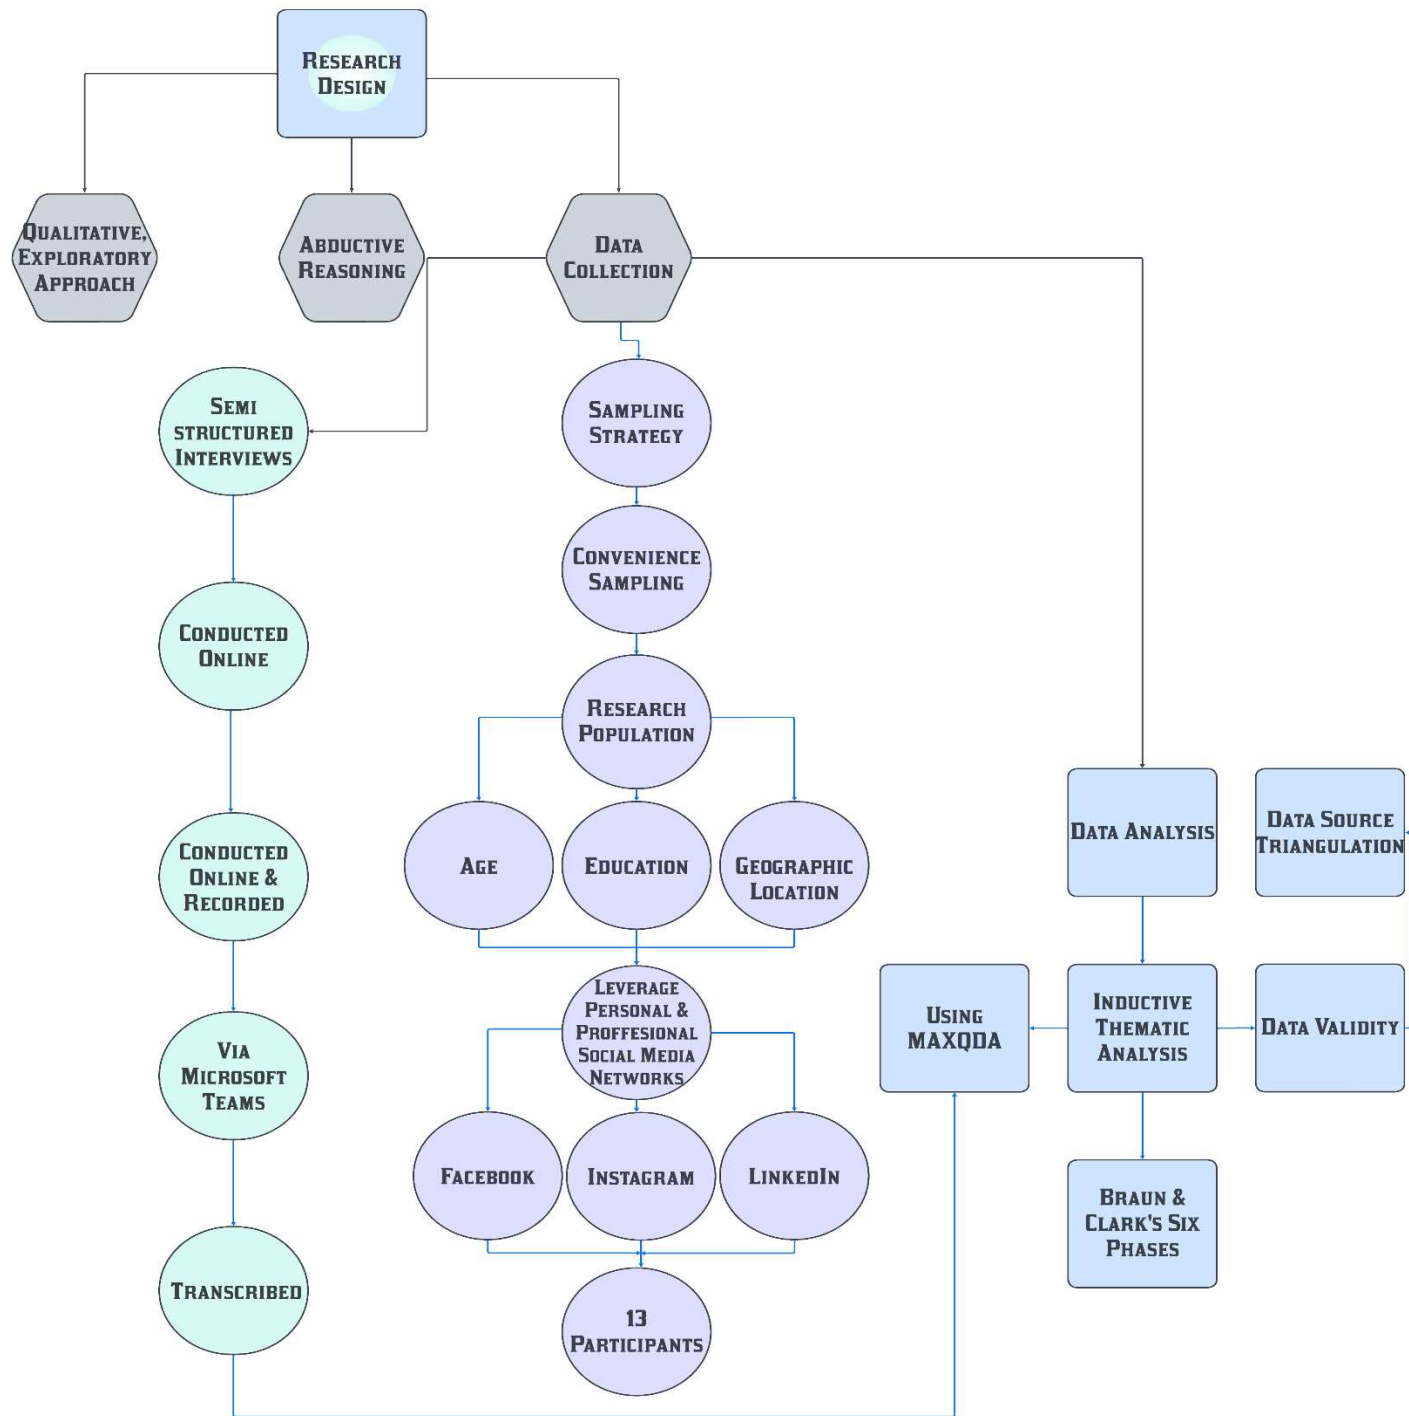 Research
Design
Qualitative,
Exploratory
Approach
Abductive
Reasoning
Data
Collection
Semi
structured
Interviews
Sampling
Strategy
Conducted
Online
Convenience
Sampling
Research
Population
Conducted
Online &
Recorded
Age
Education
Geographic
Location
Data Analysis
Data Source
Triangulation
Via
Microsoft
Teams
Leverage
Personal &
Proffesional
Social Media
Networks
Using
MAXQDA
Inductive
Thematic
Analysis
Data Validity
Facebook
Instagram
LinkedIn
Braun &
Clark's Six
Phases
Transcribed
13
Participants